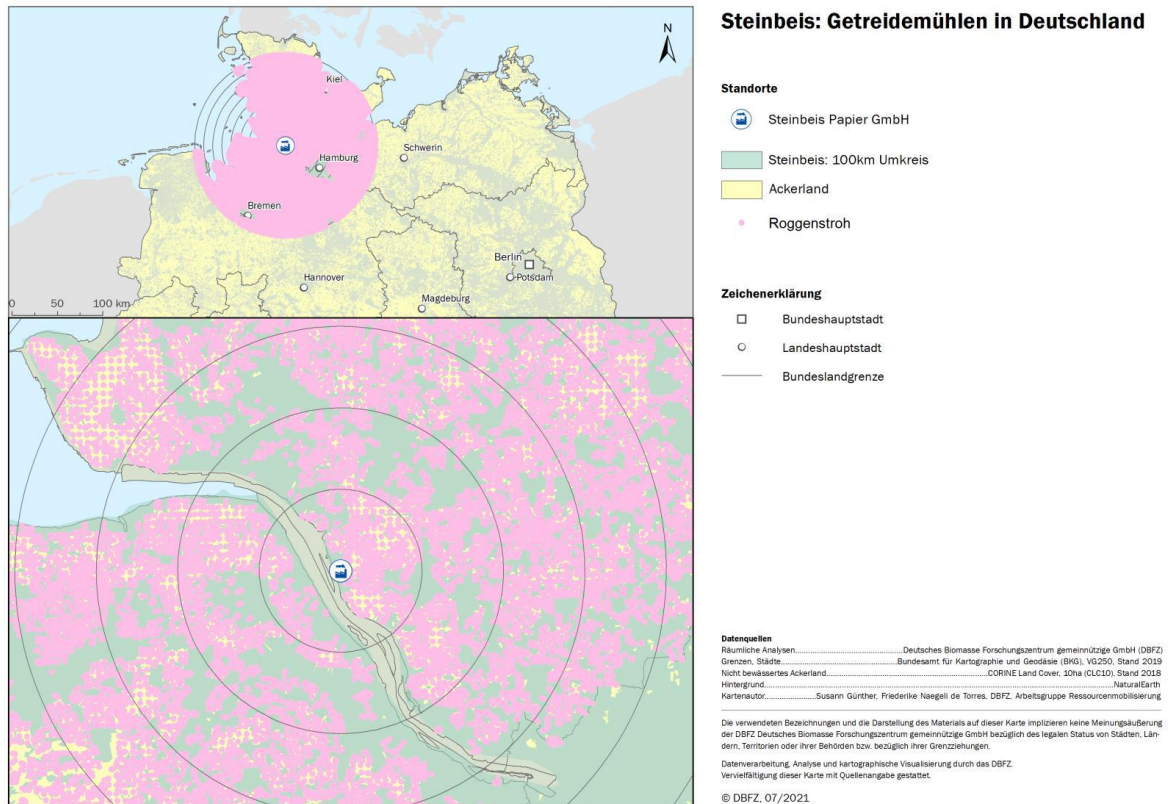 Steinbeis: Getreidemühlen in Deutschland
N
Kiel
Hamburg
Schwerin
Bremen
Berlin
Potsdam
Hannover
Magdeburg
0 50 100 km
Standorte
Steinbeis Papier GmbH
Steinbeis: 100km Umkreis
Ackerland
Roggenstroh
Zeichenerklärung
Bundeshauptstadt
Landeshauptstadt
Bundeslandgrenze
Datenquellen
Räumliche Analysen...Deutsches Biomasse Forschungszentrum gemeinnützige GmbH (DBFZ)
Grenzen, Städte...Bundesamt für Kartographie und Geodäsie (BKG), VG250, Stand 2019
Nicht bewässertes Ackerland...CORINE Land Cover, 10ha (CLC10), Stand 2018
Hintergrund...NaturalEarth
Kartenautor...Susann Günther, Friederike Naegeli de Torres, DBFZ, Arbeitsgruppe Ressourcenmobilisierung
Die verwendeten Bezeichnungen und die Darstellung des Materials auf dieser Karte implizieren keine Meinungsäußerung
der DBFZ Deutsches Biomasse Forschungszentrum gemeinnützige GmbH bezüglich des legalen Status von Städten, Län-
dern, Territorien oder ihrer Behörden bzw. bezüglich ihrer Grenzziehungen.
Datenverarbeitung, Analyse und kartographische Visualisierung durch das DBFZ.
Vervielfältigung dieser Karte mit Quellenangabe gestattet.
© DBFZ, 07/2021